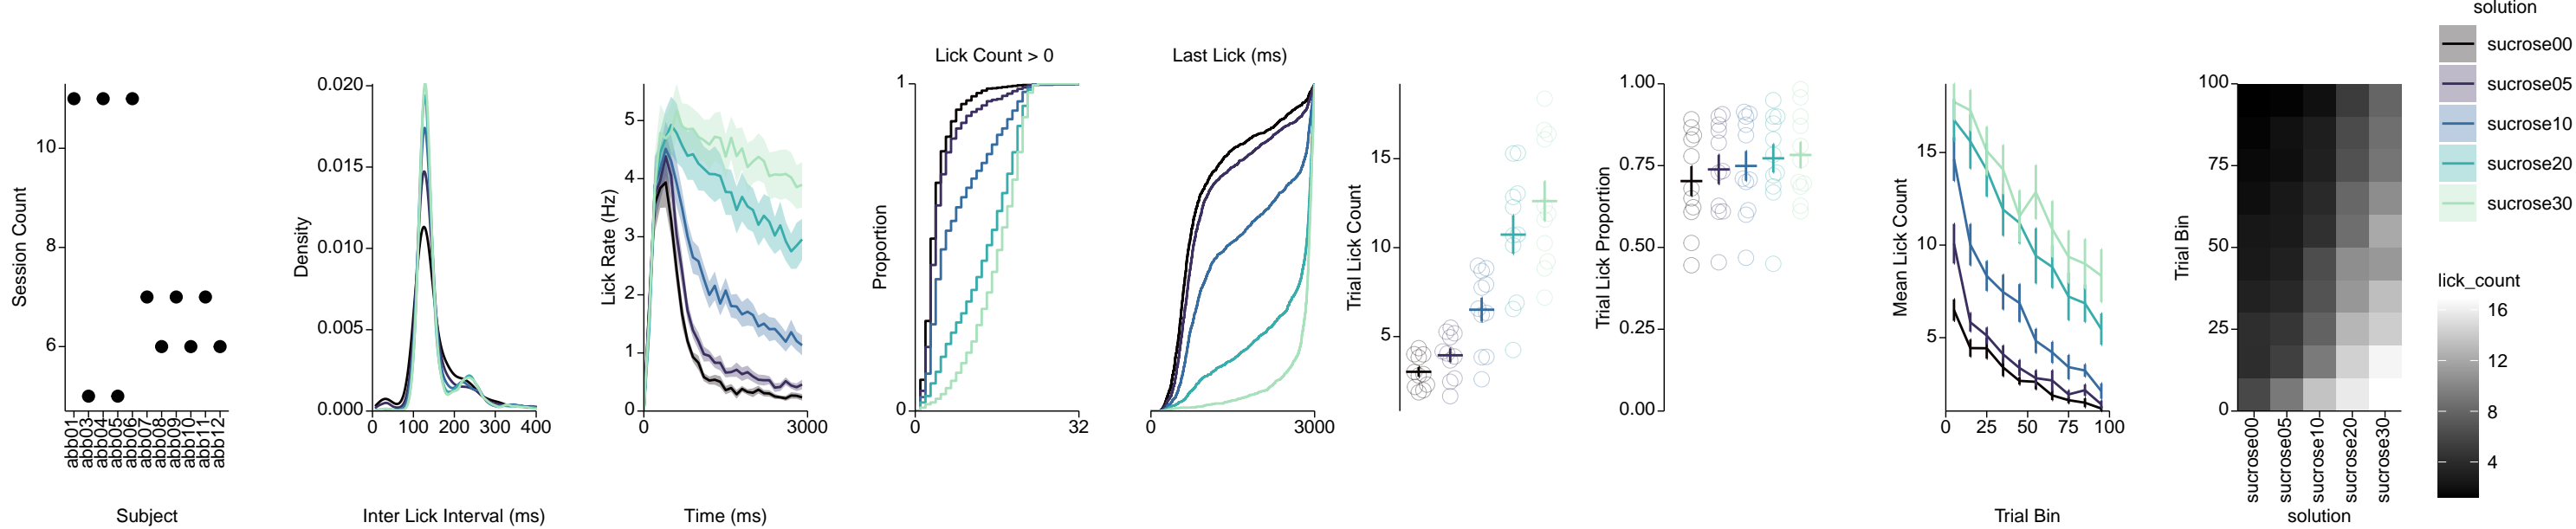 Session Count
10
8
6
abb01
abb03
abb04
abb05
abb06
abb07
abb08
abb09
abb10
abb11
abb12
Subject
Density
0.020
0.015
0.010
0.005
0.000
0 100 200 300 400
Inter Lick Interval (ms)
Lick Rate (Hz)
5
4
3
2
1
0
0 3000
Time (ms)
Lick Count > 0
Proportion
1
0
0 32
Last Lick (ms)
0 3000
Trial Lick Count
15
10
5
Trial Lick Proportion
1.00
0.75
0.50
0.25
0.00
Mean Lick Count
15
10
5
0 25 50 75 100
Trial Bin
Trial Bin
100
75
50
25
0
sucrose00
sucrose05
sucrose10
sucrose20
sucrose30
solution
solution
sucrose00
sucrose05
sucrose10
sucrose20
sucrose30
lick_count
16
12
8
4